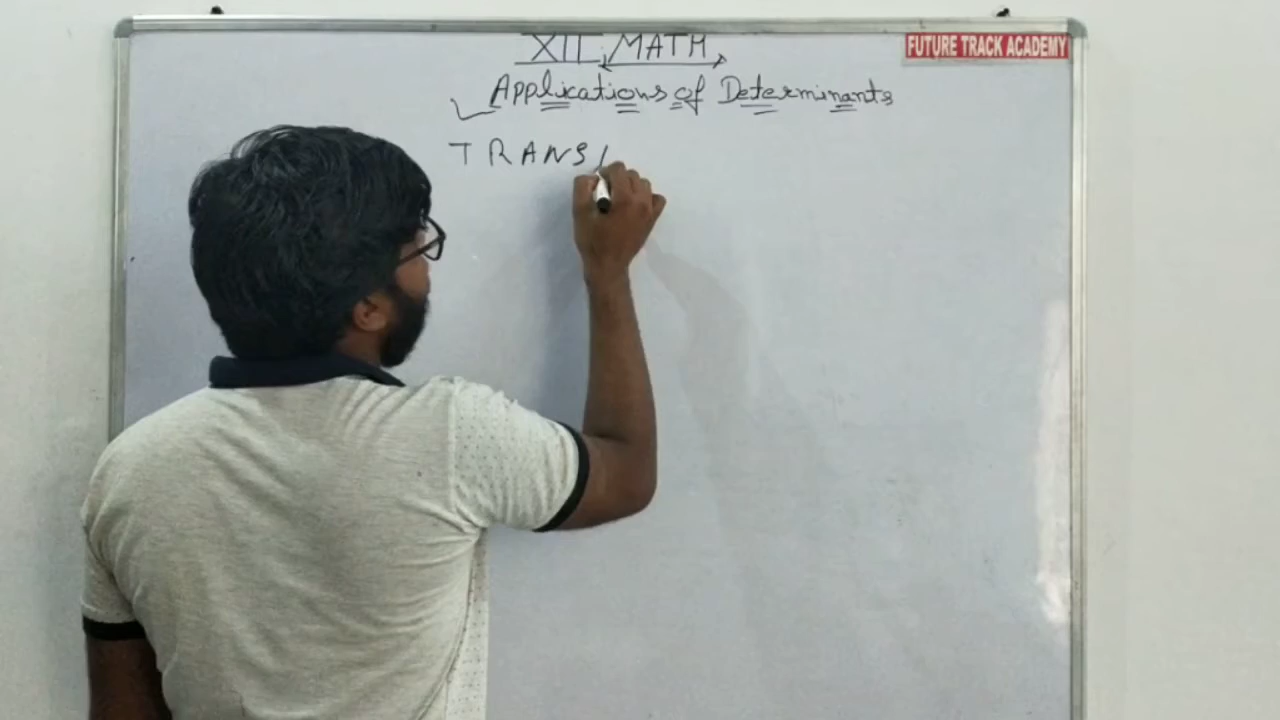 XII MATH
FUTURE TRACK ACADEMY
Applications of Determinants
TRANS